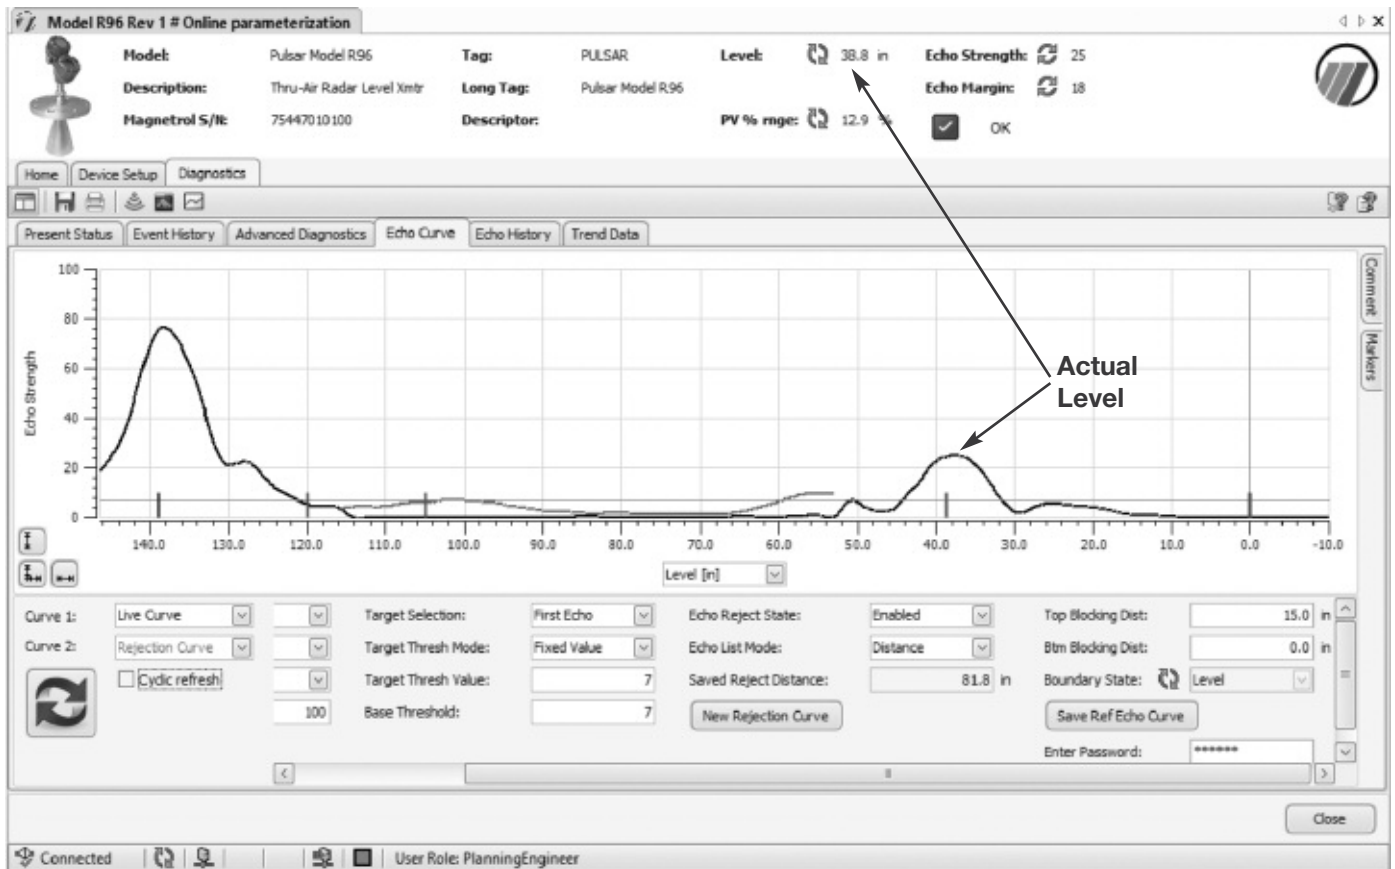 Model R96 Rev 1 # Online parameterization
Model: Pulsar Model R96 Tag: PULSAR Level: 38.8 in Echo Strength: 25
Description: Thru-Air Radar Level Xmtr Long Tag: Pulsar Model R96 Echo Margin: 18
Magnetrol S/N: 75447010100 Descriptor: PV % rnge: 12.9 % OK
Home Device Setup Diagnostics
Present Status Event History Advanced Diagnostics Echo Curve Echo History Trend Data
Comment
Markers
Echo Strength
100
80
60
40
20
0
Actual
Level
140.0 130.0 120.0 110.0 100.0 90.0 80.0 70.0 60.0 50.0 40.0 30.0 20.0 10.0 0.0 -10.0
Level [in]
Curve 1: Live Curve Target Selection: First Echo Echo Reject State: Enabled Top Blocking Dist: 15.0 in
Curve 2: Rejection Curve Target Thresh Mode: Fixed Value Echo List Mode: Distance Btm Blocking Dist: 0.0 in
Cyclic refresh Target Thresh Value: 7 Saved Reject Distance: 81.8 in Boundary State: Level
100 Base Threshold: 7 New Rejection Curve Save Ref Echo Curve
Enter Password: ******
Close
Connected User Role: PlanningEngineer